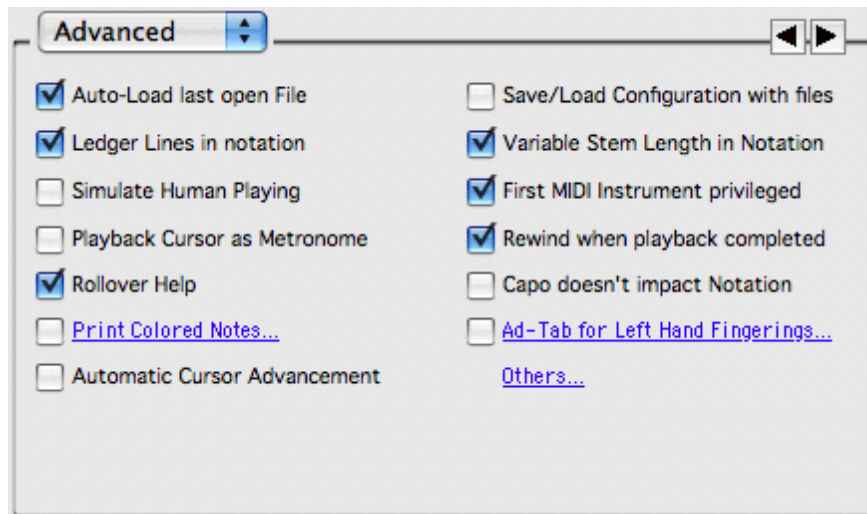 Advanced
Auto-Load last open File
Save/Load Configuration with files
Ledger Lines in notation
Variable Stem Length in Notation
Simulate Human Playing
First MIDI Instrument privileged
Playback Cursor as Metronome
Rewind when playback completed
Rollover Help
Capo doesn't impact Notation
Print Colored Notes...
Ad-Tab for Left Hand Fingerings...
Automatic Cursor Advancement
Others...